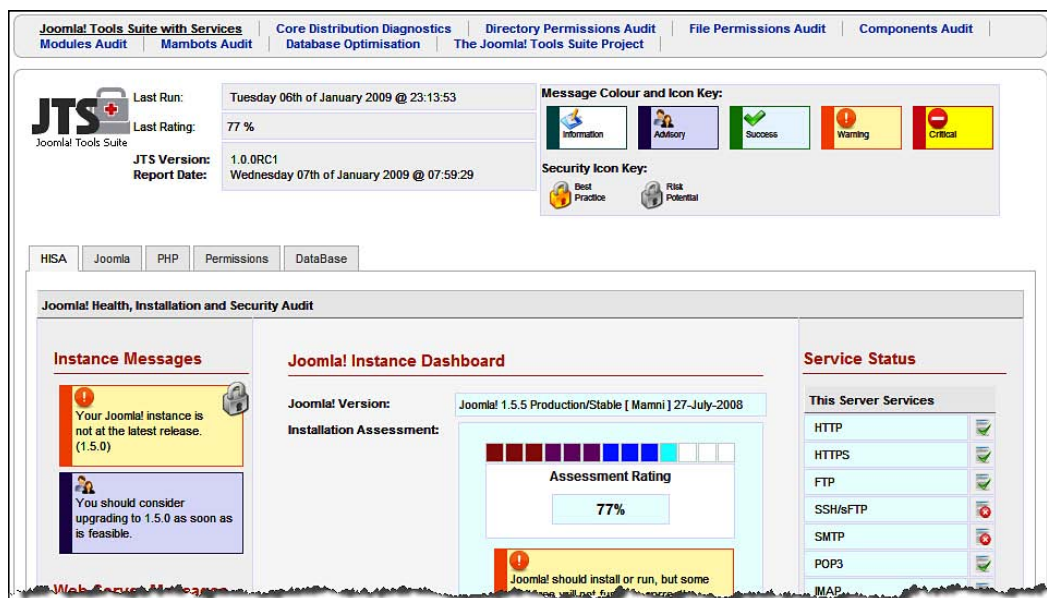 Joomla! Tools Suite with Services | Core Distribution Diagnostics | Directory Permissions Audit | File Permissions Audit | Components Audit |
Modules Audit | Mambots Audit | Database Optimisation | The Joomla! Tools Suite Project |
JTS
Joomla! Tools Suite
Last Run: Tuesday 06th of January 2009 @ 23:13:53
Last Rating: 77 %
JTS Version: 1.0.0RC1
Report Date: Wednesday 07th of January 2009 @ 07:59:29
Message Colour and Icon Key:
Information
Advisory
Success
Warning
Critical
Security Icon Key:
Best Practice
Risk Potential
HISA
Joomla
PHP
Permissions
DataBase
Joomla! Health, Installation and Security Audit
Instance Messages
Your Joomla! instance is
not at the latest release.
(1.5.0)
You should consider
upgrading to 1.5.0 as soon as
is feasible.
Joomla! Instance Dashboard
Joomla! Version: Joomla! 1.5.5 Production/Stable [ Mamni ] 27-July-2008
Installation Assessment:
Assessment Rating
77%
Joomla! should install or run, but some
Service Status
This Server Services
HTTP
HTTPS
FTP
SSH/sFTP
SMTP
POP3
IMAP